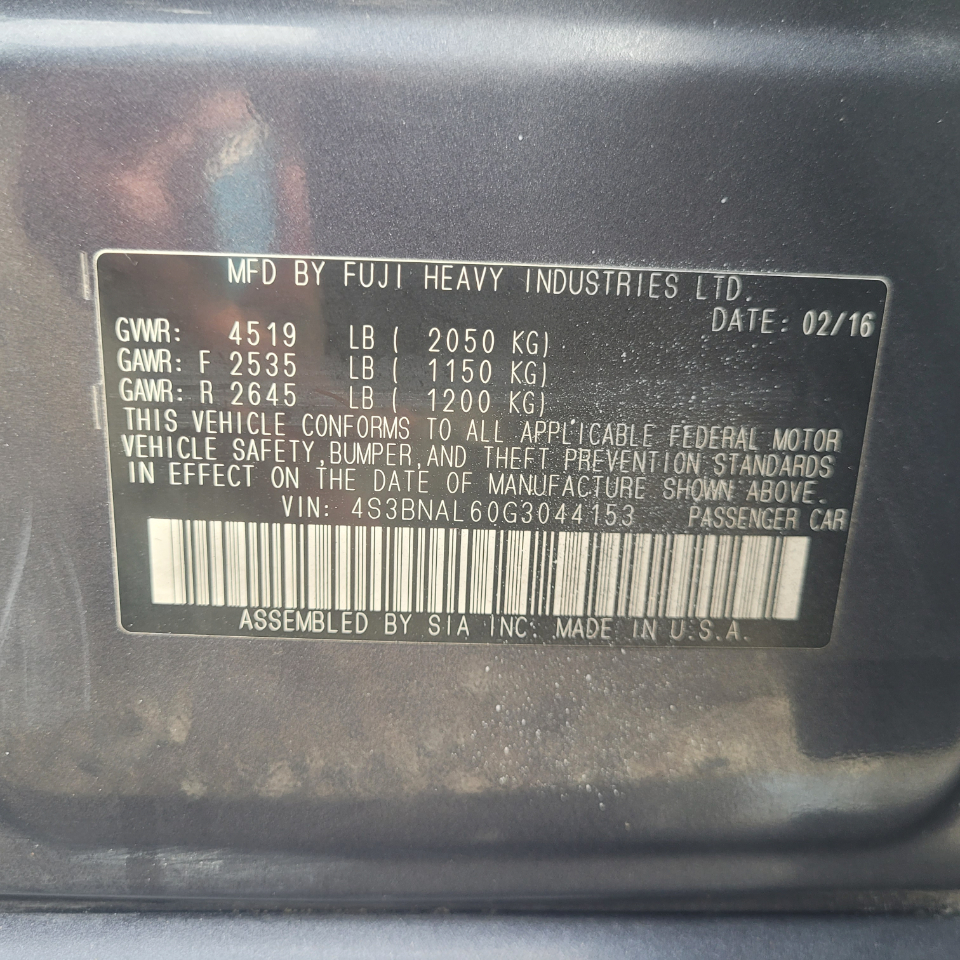 MFD BY FUJI HEAVY INDUSTRIES LTD.
DATE: 02/16
GVWR: 4519 LB ( 2050 KG)
GAWR: F 2535 LB ( 1150 KG)
GAWR: R 2645 LB ( 1200 KG)
THIS VEHICLE CONFORMS TO ALL APPLICABLE FEDERAL MOTOR
VEHICLE SAFETY,BUMPER,AND THEFT PREVENTION STANDARDS
IN EFFECT ON THE DATE OF MANUFACTURE SHOWN ABOVE.
VIN: 4S3BNAL60G3044153 PASSENGER CAR
ASSEMBLED BY SIA INC. MADE IN U.S.A.